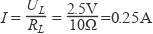 I = U_L / R_L = 2.5V / 10Ω = 0.25A